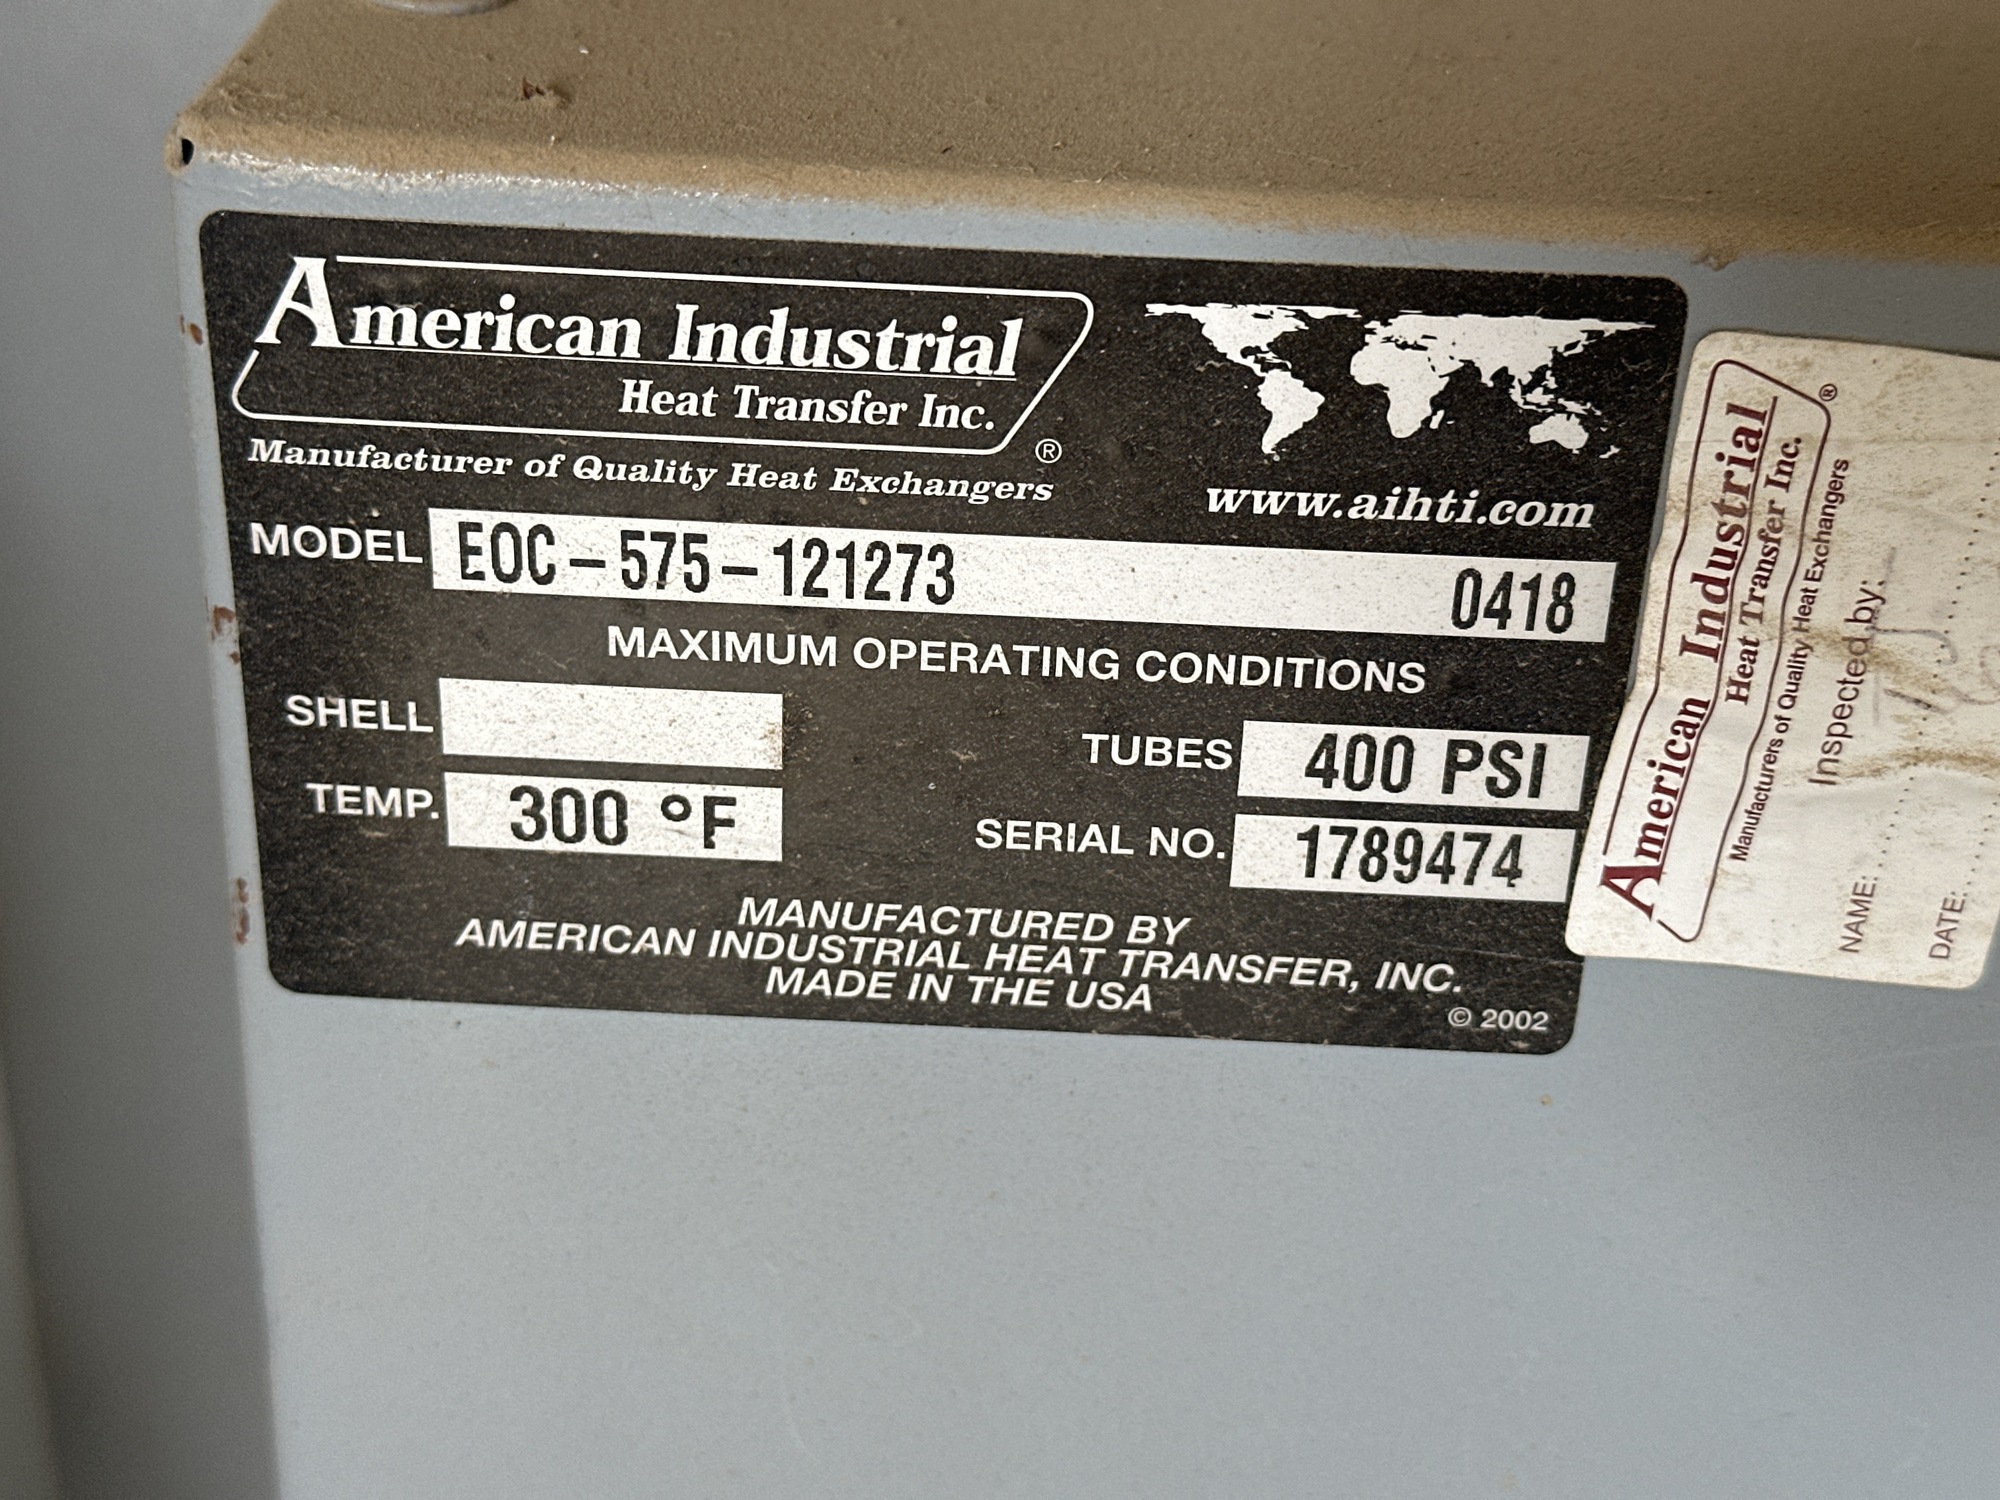 American Industrial
Heat Transfer Inc.
®
Manufacturer of Quality Heat Exchangers
www.aihti.com
MODEL EOC-575-121273 0418
MAXIMUM OPERATING CONDITIONS
SHELL
TUBES 400 PSI
TEMP. 300 °F
SERIAL NO. 1789474
MANUFACTURED BY
AMERICAN INDUSTRIAL HEAT TRANSFER, INC.
MADE IN THE USA
© 2002
American Industrial
Heat Transfer Inc.
®
Manufacturers of Quality Heat Exchangers
Inspected by:
NAME:
DATE: